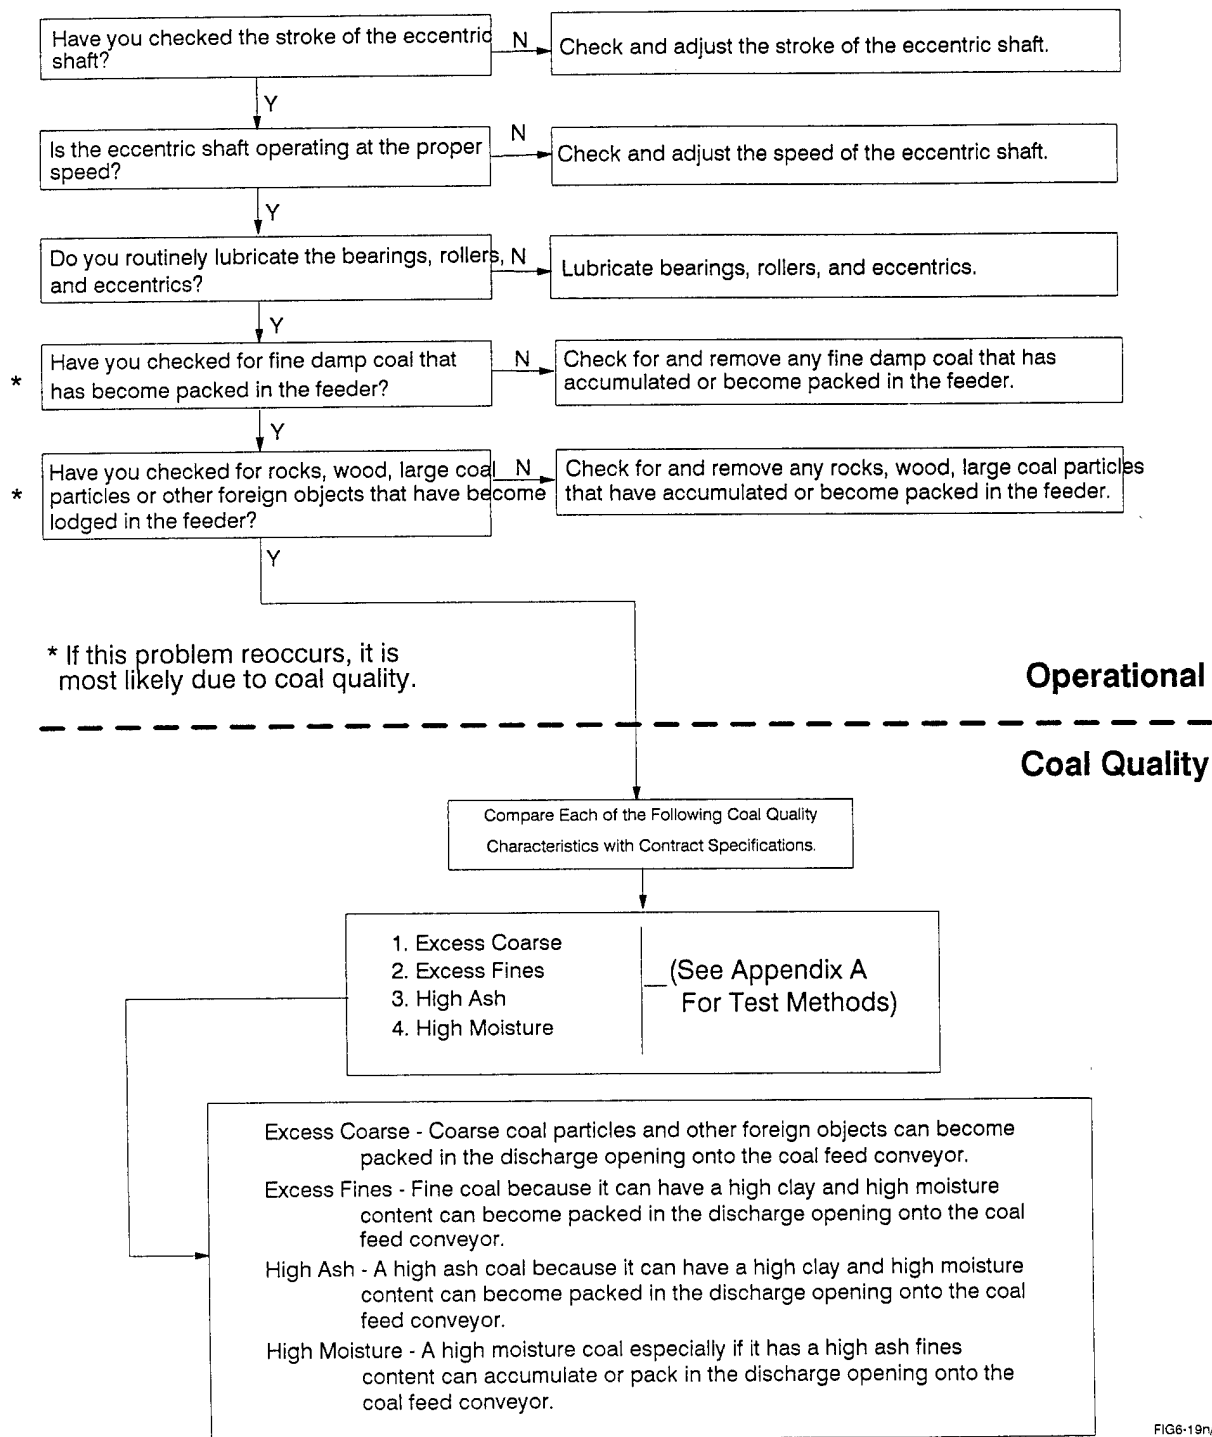 Have you checked the stroke of the eccentric
shaft?
N
Check and adjust the stroke of the eccentric shaft.
Y
Is the eccentric shaft operating at the proper
speed?
N
Check and adjust the speed of the eccentric shaft.
Y
Do you routinely lubricate the bearings, rollers,
and eccentrics?
N
Lubricate bearings, rollers, and eccentrics.
Y
*
Have you checked for fine damp coal that
has become packed in the feeder?
N
Check for and remove any fine damp coal that has
accumulated or become packed in the feeder.
Y
*
Have you checked for rocks, wood, large coal
particles or other foreign objects that have become
lodged in the feeder?
N
Check for and remove any rocks, wood, large coal particles
that have accumulated or become packed in the feeder.
Y
* If this problem reoccurs, it is
most likely due to coal quality.
Operational
Coal Quality
Compare Each of the Following Coal Quality
Characteristics with Contract Specifications.
1. Excess Coarse
2. Excess Fines
3. High Ash
4. High Moisture
(See Appendix A
For Test Methods)
Excess Coarse - Coarse coal particles and other foreign objects can become
packed in the discharge opening onto the coal feed conveyor.
Excess Fines - Fine coal because it can have a high clay and high moisture
content can become packed in the discharge opening onto the coal
feed conveyor.
High Ash - A high ash coal because it can have a high clay and high moisture
content can become packed in the discharge opening onto the coal
feed conveyor.
High Moisture - A high moisture coal especially if it has a high ash fines
content can accumulate or pack in the discharge opening onto the
coal feed conveyor.
FIG6-19n/